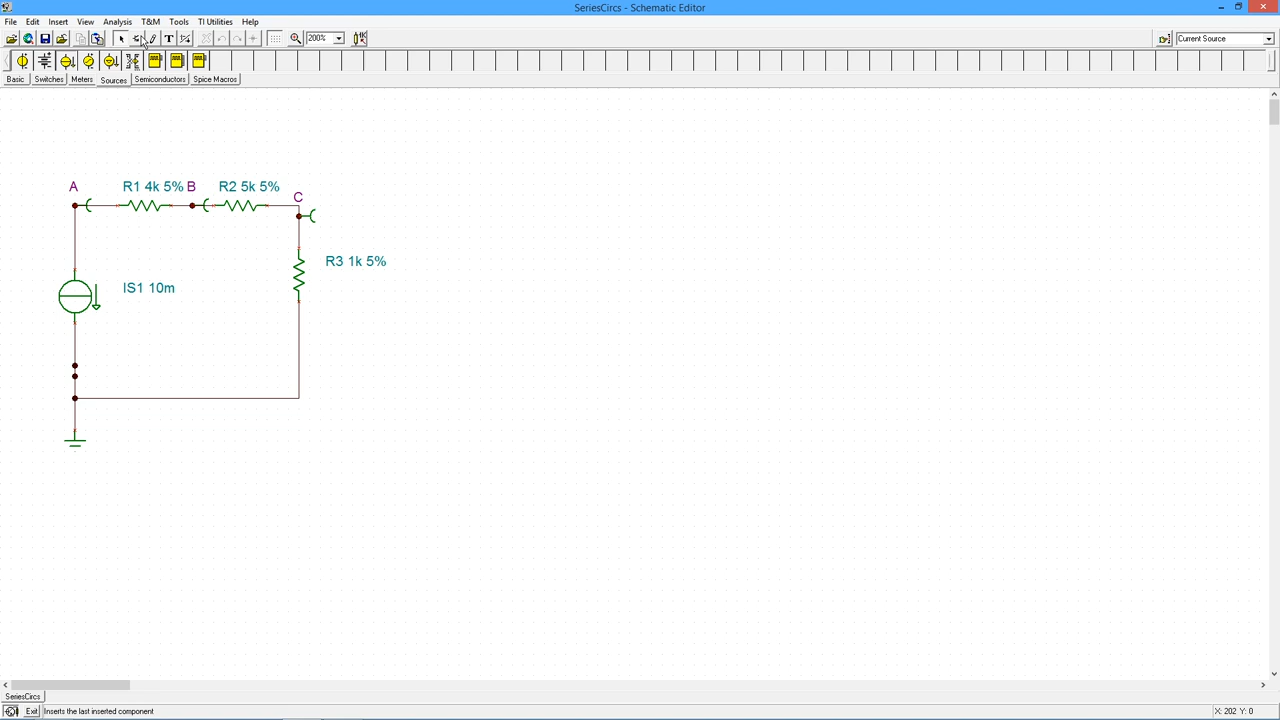 SeriesCircs - Schematic Editor
File Edit Insert View Analysis T&M Tools TI Utilities Help
200% Current Source
Basic Switches Meters Sources Semiconductors Spice Macros
A R1 4k 5% B R2 5k 5% C
R3 1k 5%
IS1 10m
SeriesCircs
Exit Inserts the last inserted component X: 202 Y: 0